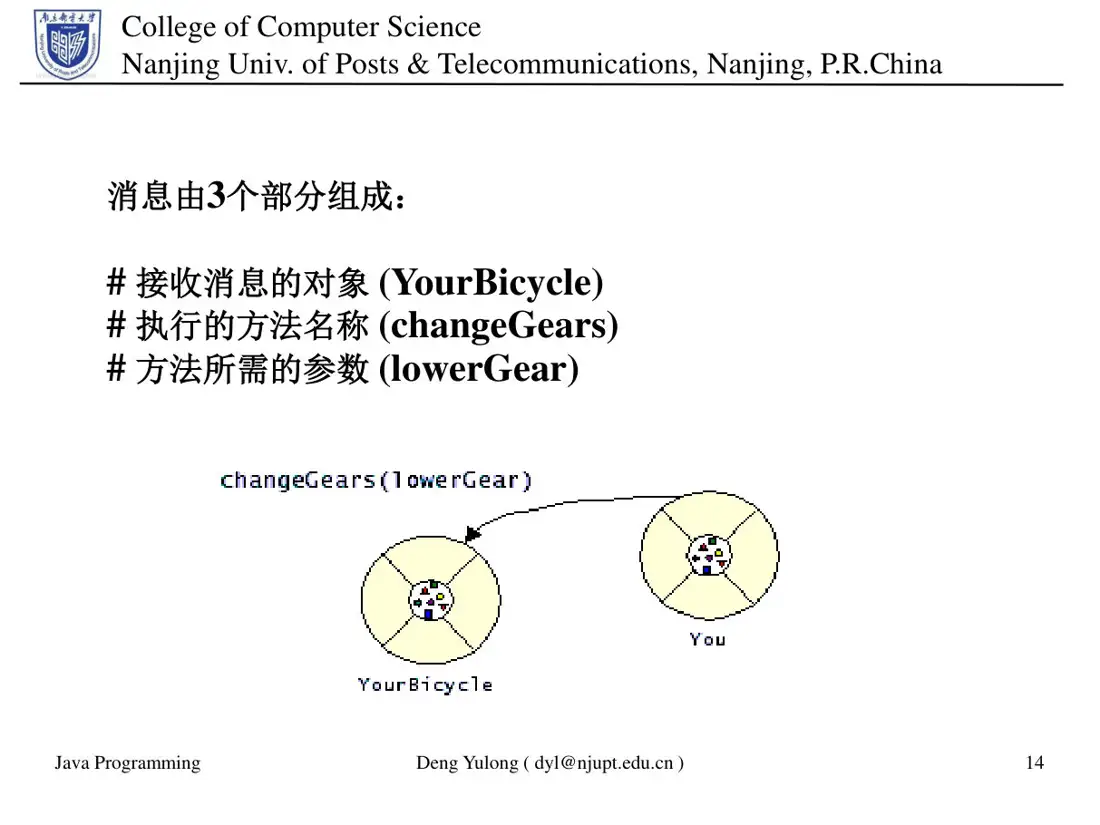 College of Computer Science
Nanjing Univ. of Posts & Telecommunications, Nanjing, P.R.China
消息由3个部分组成：
# 接收消息的对象 (YourBicycle)
# 执行的方法名称 (changeGears)
# 方法所需的参数 (lowerGear)
changeGears(lowerGear)
You
YourBicycle
Java Programming
Deng Yulong ( dyl@njupt.edu.cn )
14